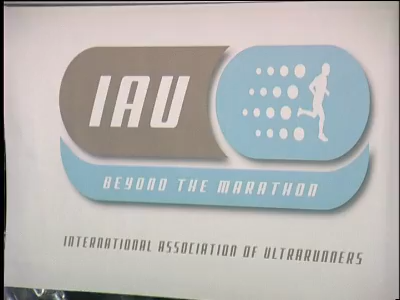 IAU
BEYOND THE MARATHON
INTERNATIONAL ASSOCIATION OF ULTRARUNNERS